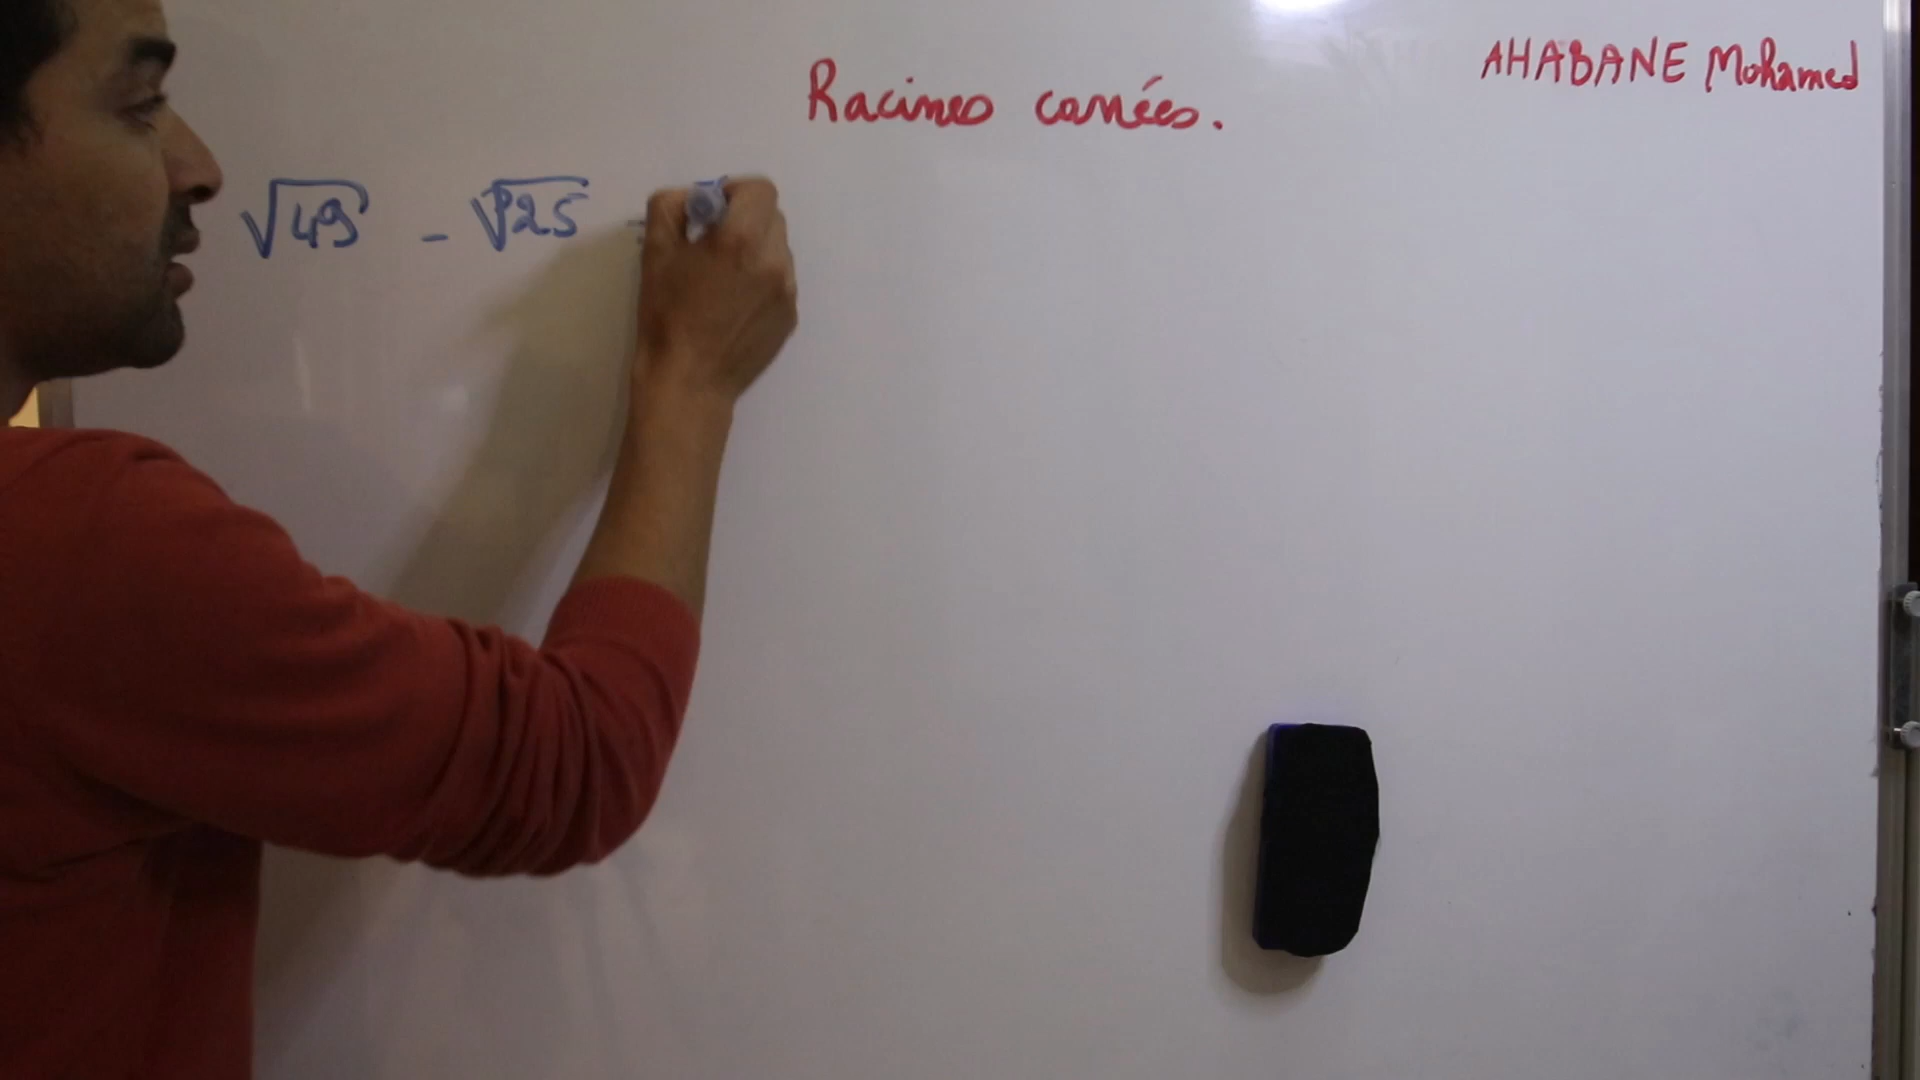 AHABANE Mohamed
Racines carrées.
√49 - √25 =